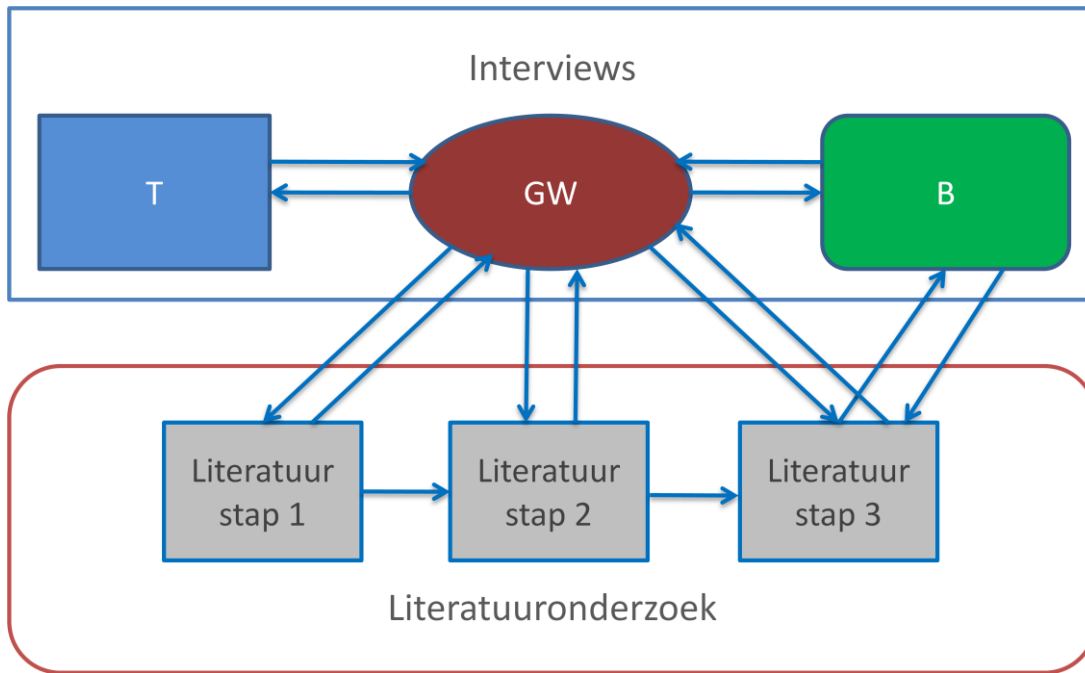 Interviews
T
GW
B
Literatuur
stap 1
Literatuur
stap 2
Literatuur
stap 3
Literatuuronderzoek